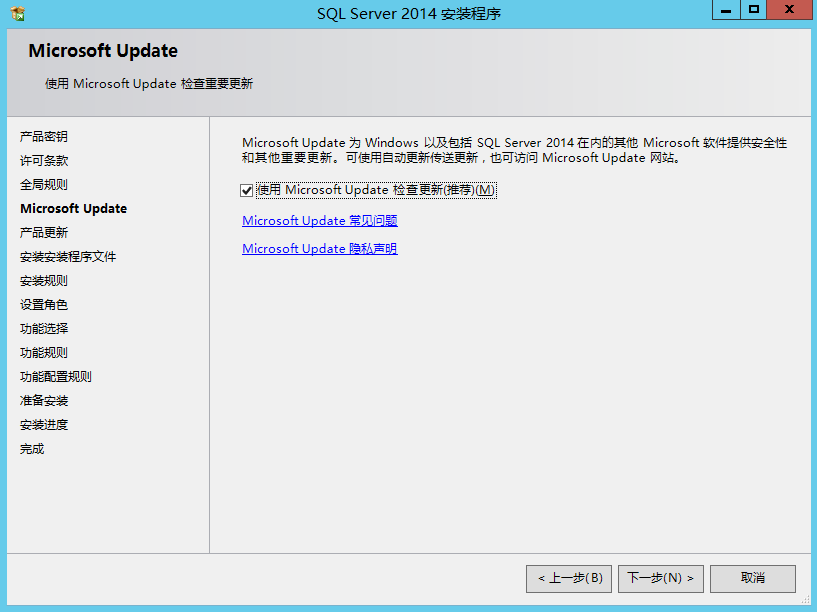 SQL Server 2014 安装程序
Microsoft Update
使用 Microsoft Update 检查重要更新
产品密钥
许可条款
全局规则
Microsoft Update
产品更新
安装安装程序文件
安装规则
设置角色
功能选择
功能规则
功能配置规则
准备安装
安装进度
完成
Microsoft Update 为 Windows 以及包括 SQL Server 2014 在内的其他 Microsoft 软件提供安全性
和其他重要更新。可使用自动更新传送更新，也可访问 Microsoft Update 网站。
使用 Microsoft Update 检查更新(推荐)(M)
Microsoft Update 常见问题
Microsoft Update 隐私声明
< 上一步(B) 下一步(N) > 取消